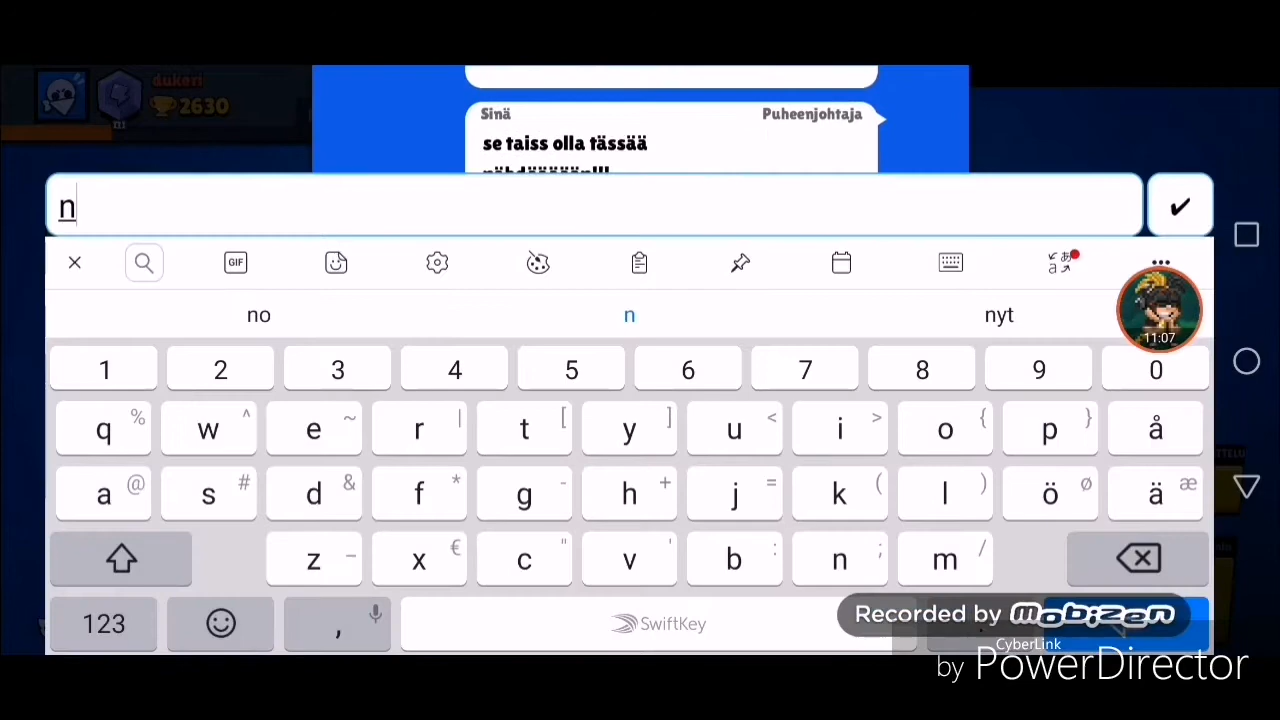 dukeri
2630
m
Sinä Puheenjohtaja
se taiss olla tässää
n
✔
GIF
no n nyt
11:07
1 2 3 4 5 6 7 8 9 0
q % w ^ e ~ r | t [ y ] u < i > o { p } å
a @ s # d & f * g - h + j = k ( l ) ö ø ä æ
z _ x € c " v ' b : n ; m /
123 , SwiftKey .
Recorded by mobizen
CyberLink
by PowerDirector